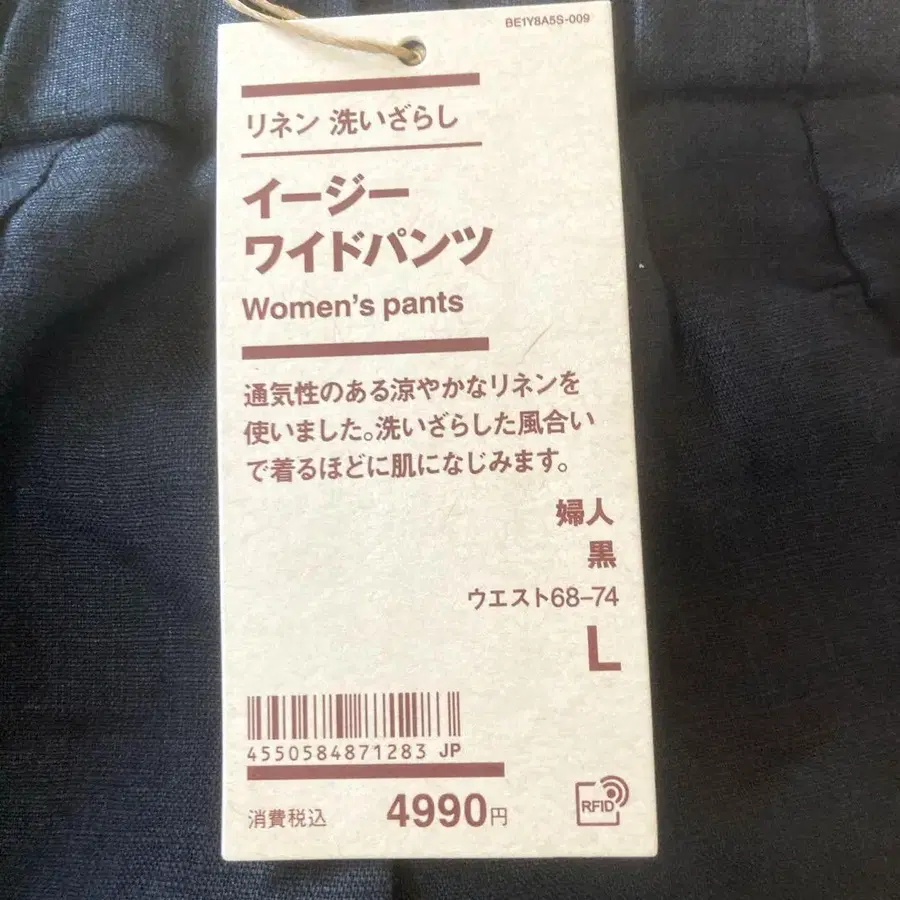 BE1Y8A5S-009
リネン 洗いざらし
イージー
ワイドパンツ
Women's pants
通気性のある涼やかなリネンを
使いました。洗いざらした風合い
で着るほどに肌になじみます。
婦人
黒
ウエスト68-74
L
4550584871283 JP
消費税込 4990円
RFID